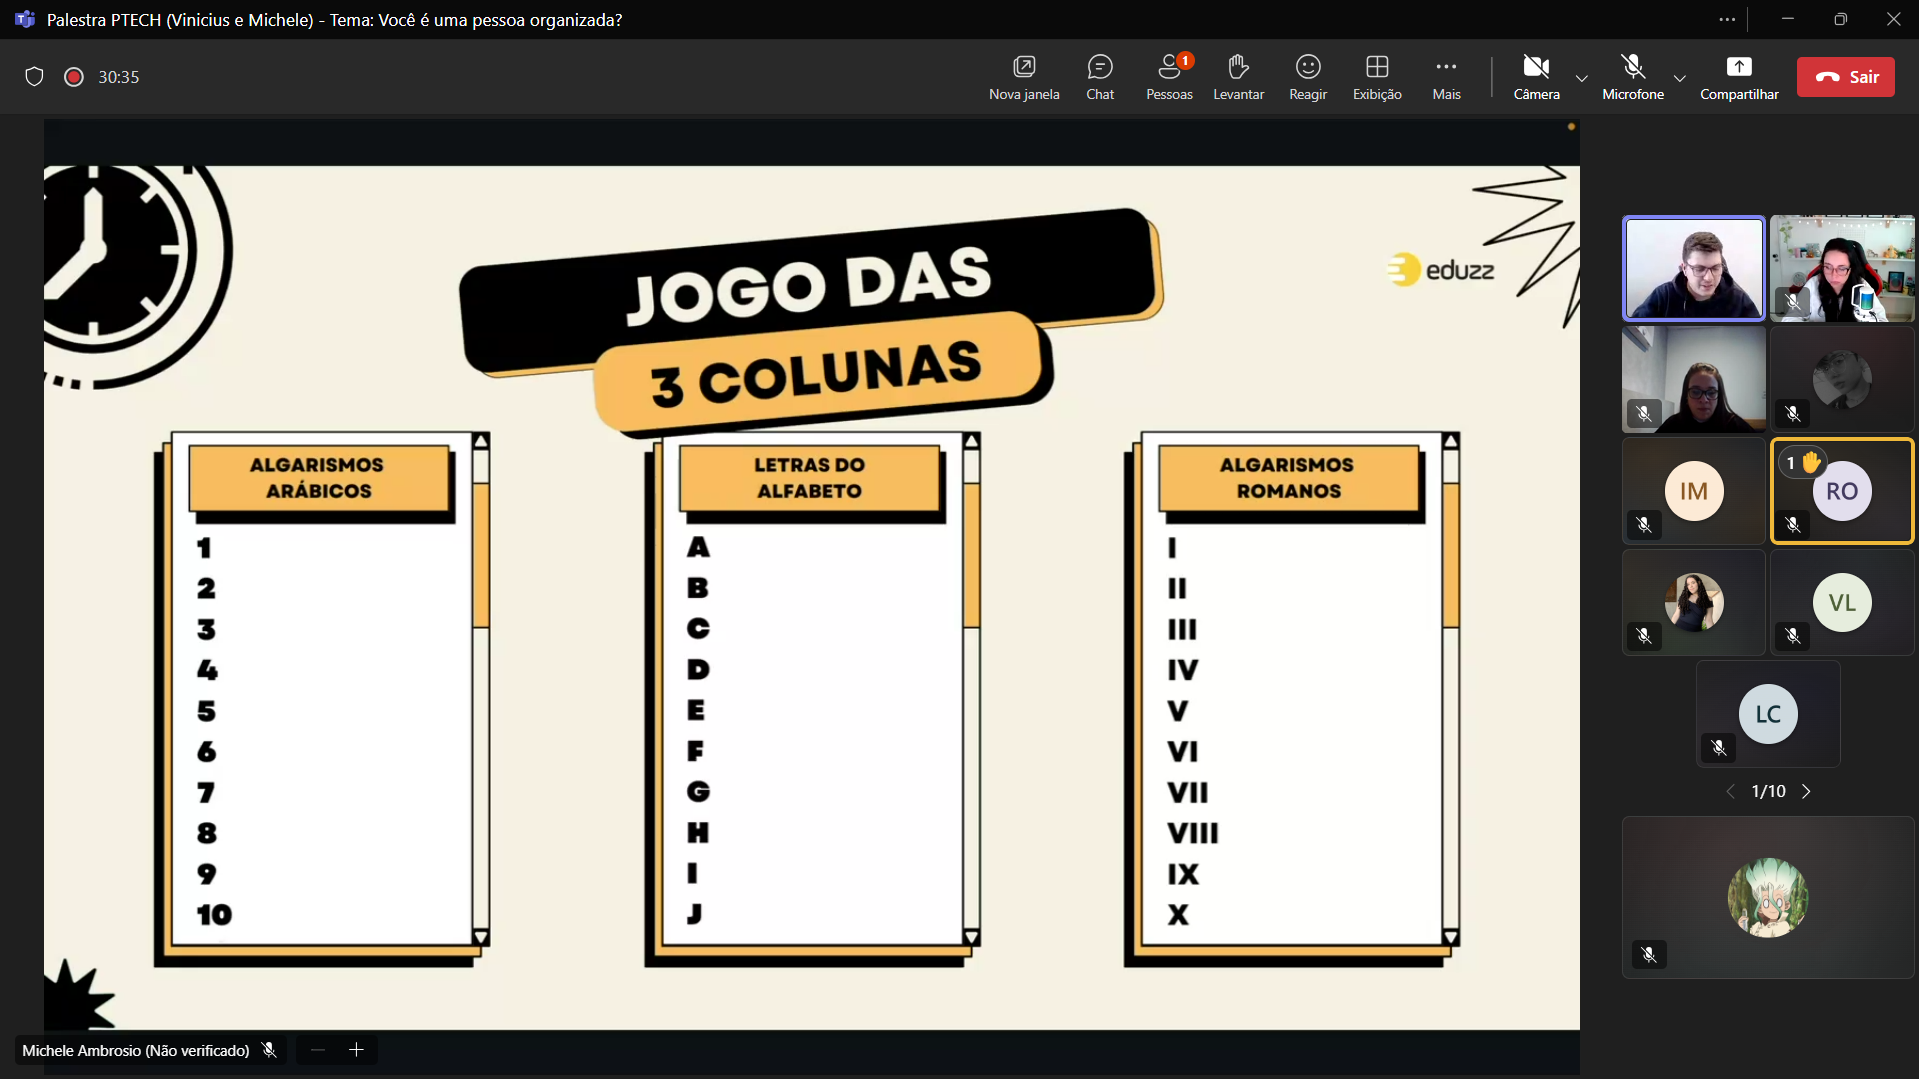 Palestra PTECH (Vinicius e Michele) - Tema: Você é uma pessoa organizada?
30:35
Nova janela
Chat
1
Pessoas
Levantar
Reagir
Exibição
Mais
Câmera
Microfone
Compartilhar
Sair
JOGO DAS
3 COLUNAS
eduzz
ALGARISMOS
ARÁBICOS
1
2
3
4
5
6
7
8
9
10
LETRAS DO
ALFABETO
A
B
C
D
E
F
G
H
I
J
ALGARISMOS
ROMANOS
I
II
III
IV
V
VI
VII
VIII
IX
X
IM
1
RO
VL
LC
1/10
Michele Ambrosio (Não verificado)